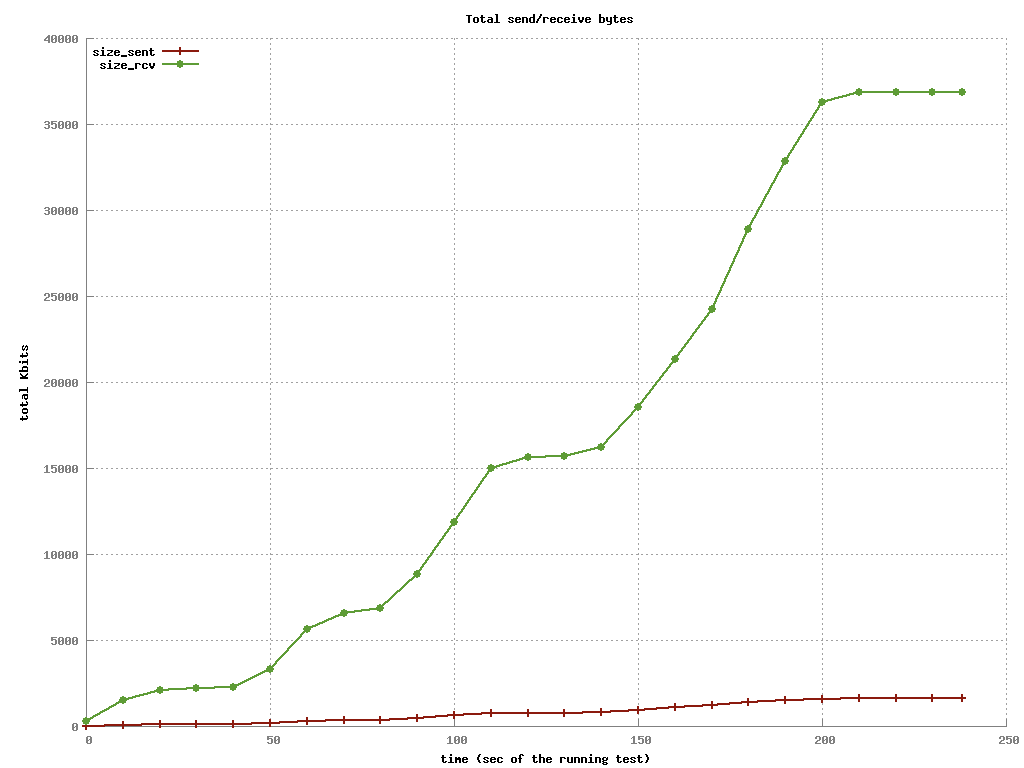 Total send/receive bytes
size_sent
size_rcv
40000
35000
30000
25000
20000
15000
10000
5000
0
total Kbits
0 50 100 150 200 250
time (sec of the running test)